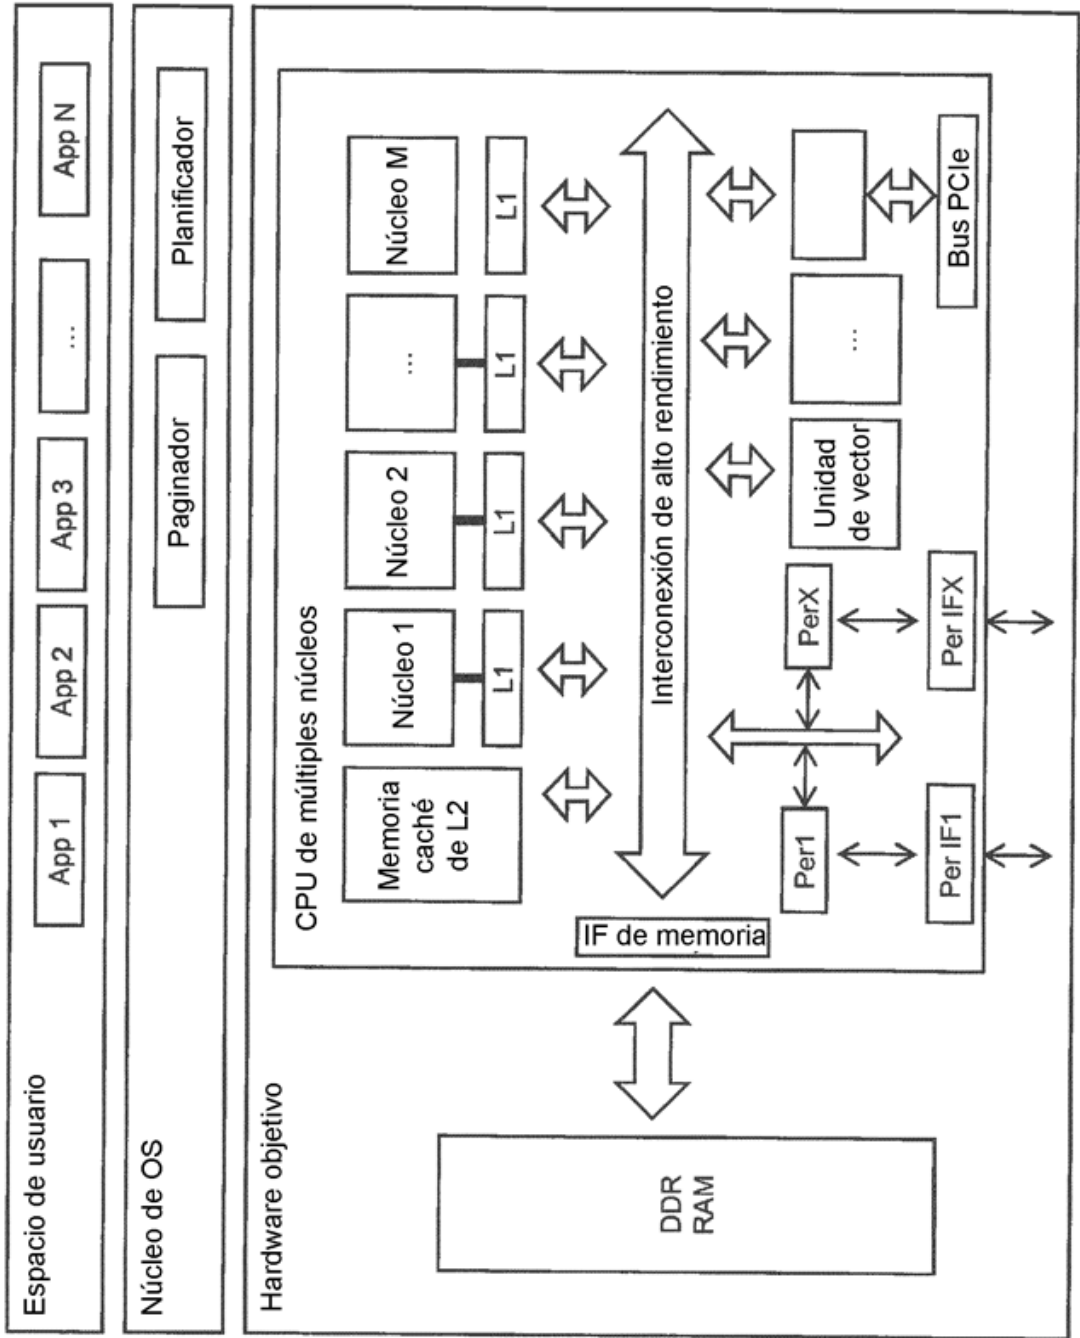 Espacio de usuario
App 1
App 2
App 3
...
App N
Núcleo de OS
Paginador
Planificador
Hardware objetivo
DDR
RAM
CPU de múltiples núcleos
Memoria
caché
de L2
Núcleo 1
Núcleo 2
...
Núcleo M
L1
L1
L1
L1
IF de memoria
Interconexión de alto rendimiento
Per1
PerX
Unidad
de vector
...
Per IF1
Per IFX
Bus PCIe